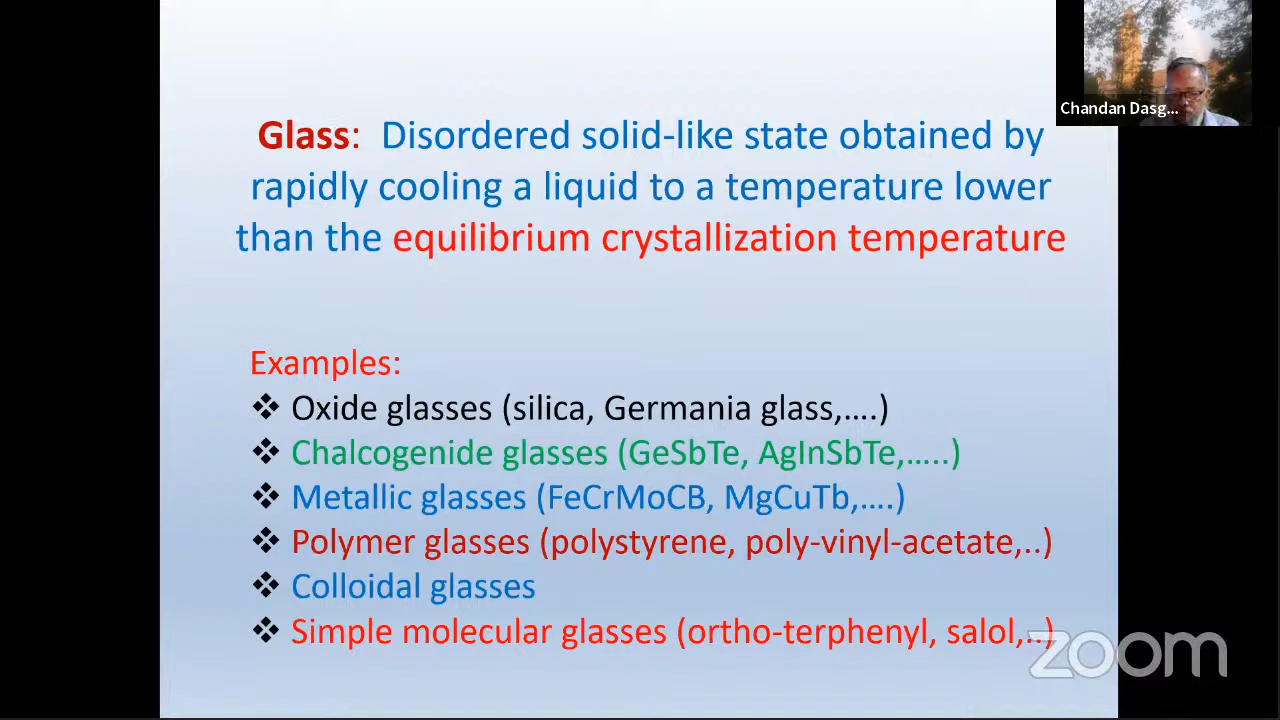 Chandan Dasg...
Glass: Disordered solid-like state obtained by
rapidly cooling a liquid to a temperature lower
than the equilibrium crystallization temperature
Examples:
❖ Oxide glasses (silica, Germania glass,....)
❖ Chalcogenide glasses (GeSbTe, AgInSbTe,.....)
❖ Metallic glasses (FeCrMoCB, MgCuTb,....)
❖ Polymer glasses (polystyrene, poly-vinyl-acetate,..)
❖ Colloidal glasses
❖ Simple molecular glasses (ortho-terphenyl, salol,..)
zoom